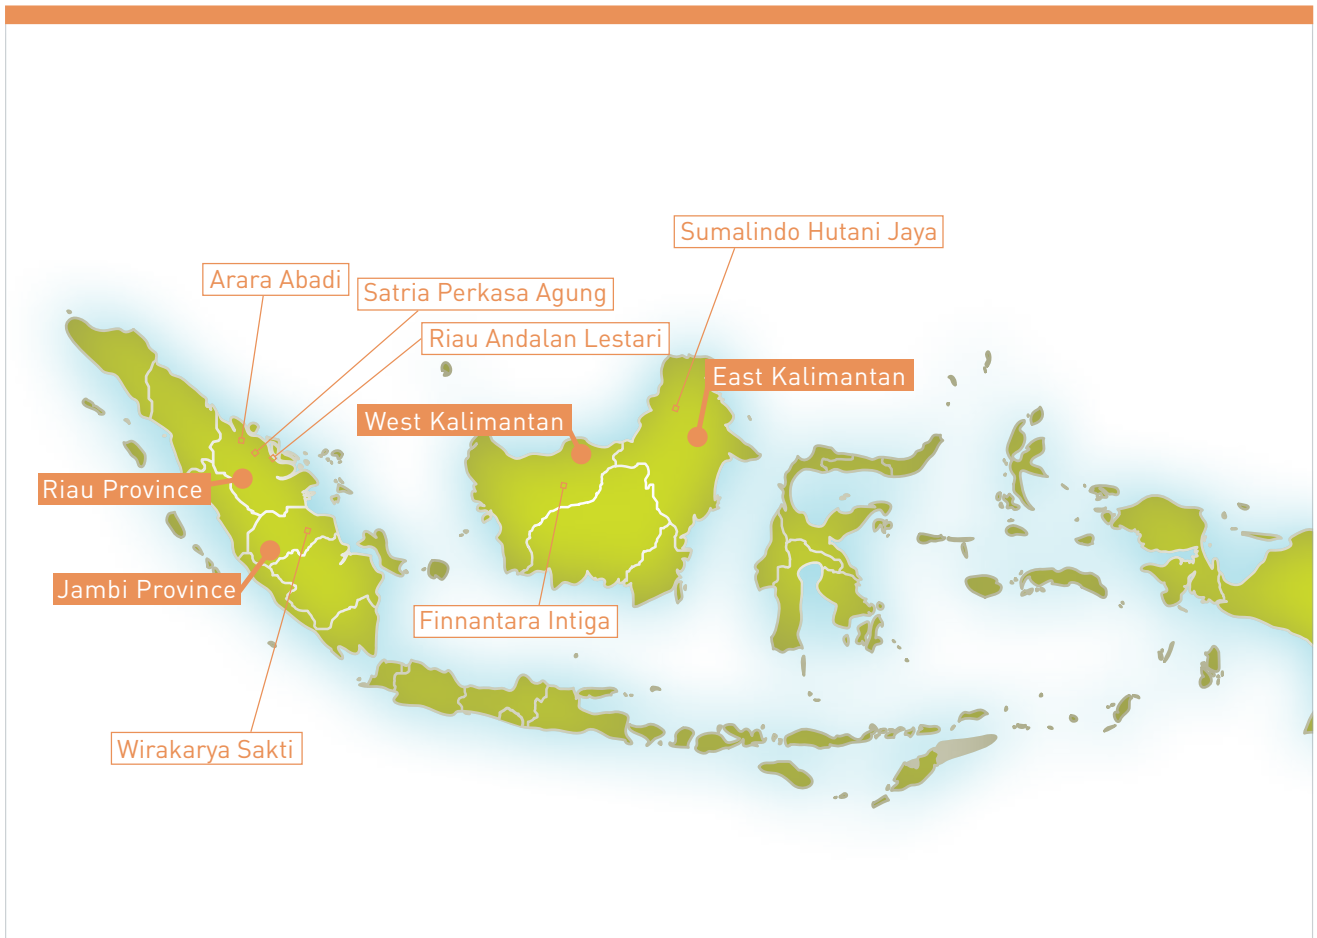 Sumalindo Hutani Jaya
Arara Abadi
Satria Perkasa Agung
Riau Andalan Lestari
East Kalimantan
West Kalimantan
Riau Province
Jambi Province
Finnantara Intiga
Wirakarya Sakti